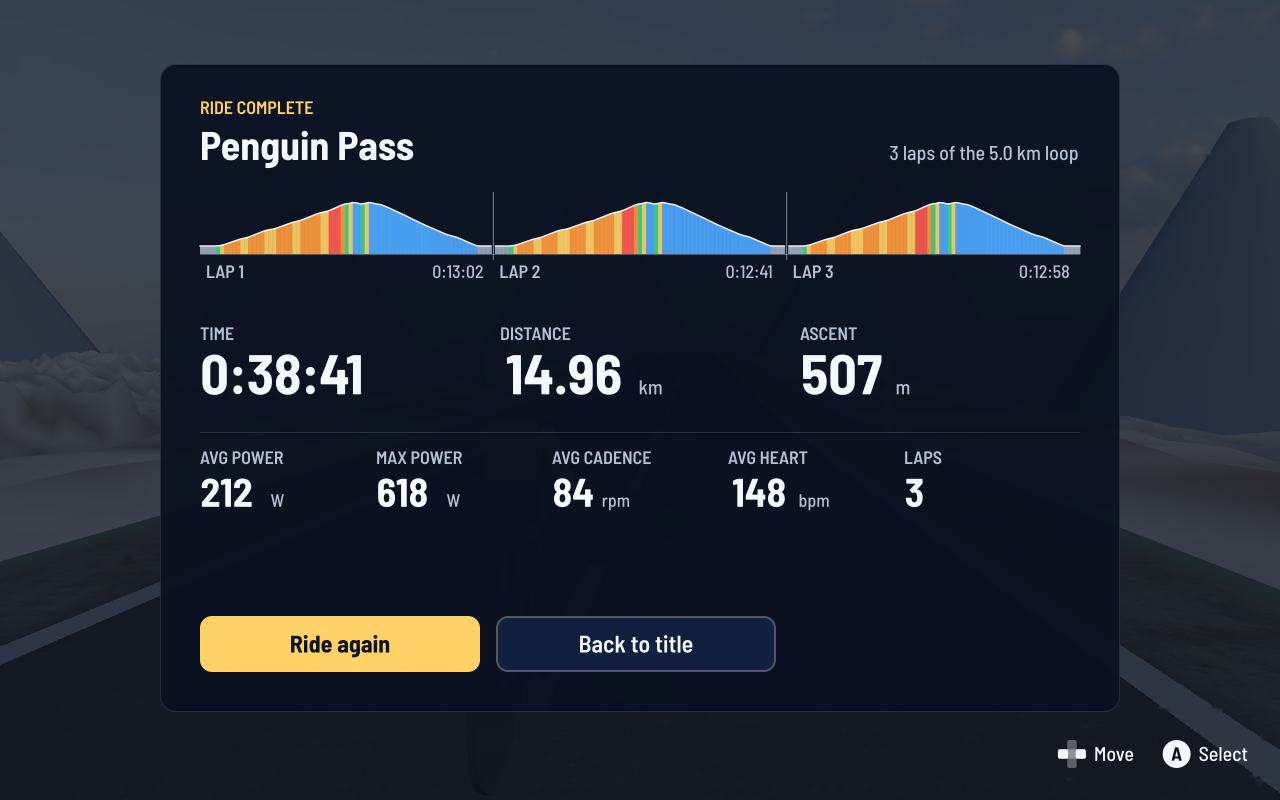 RIDE COMPLETE
Penguin Pass
3 laps of the 5.0 km loop
LAP 1 0:13:02 LAP 2 0:12:41 LAP 3 0:12:58
TIME DISTANCE ASCENT
0:38:41 14.96 km 507 m
AVG POWER MAX POWER AVG CADENCE AVG HEART LAPS
212 W 618 W 84 rpm 148 bpm 3
Ride again Back to title
Move A Select